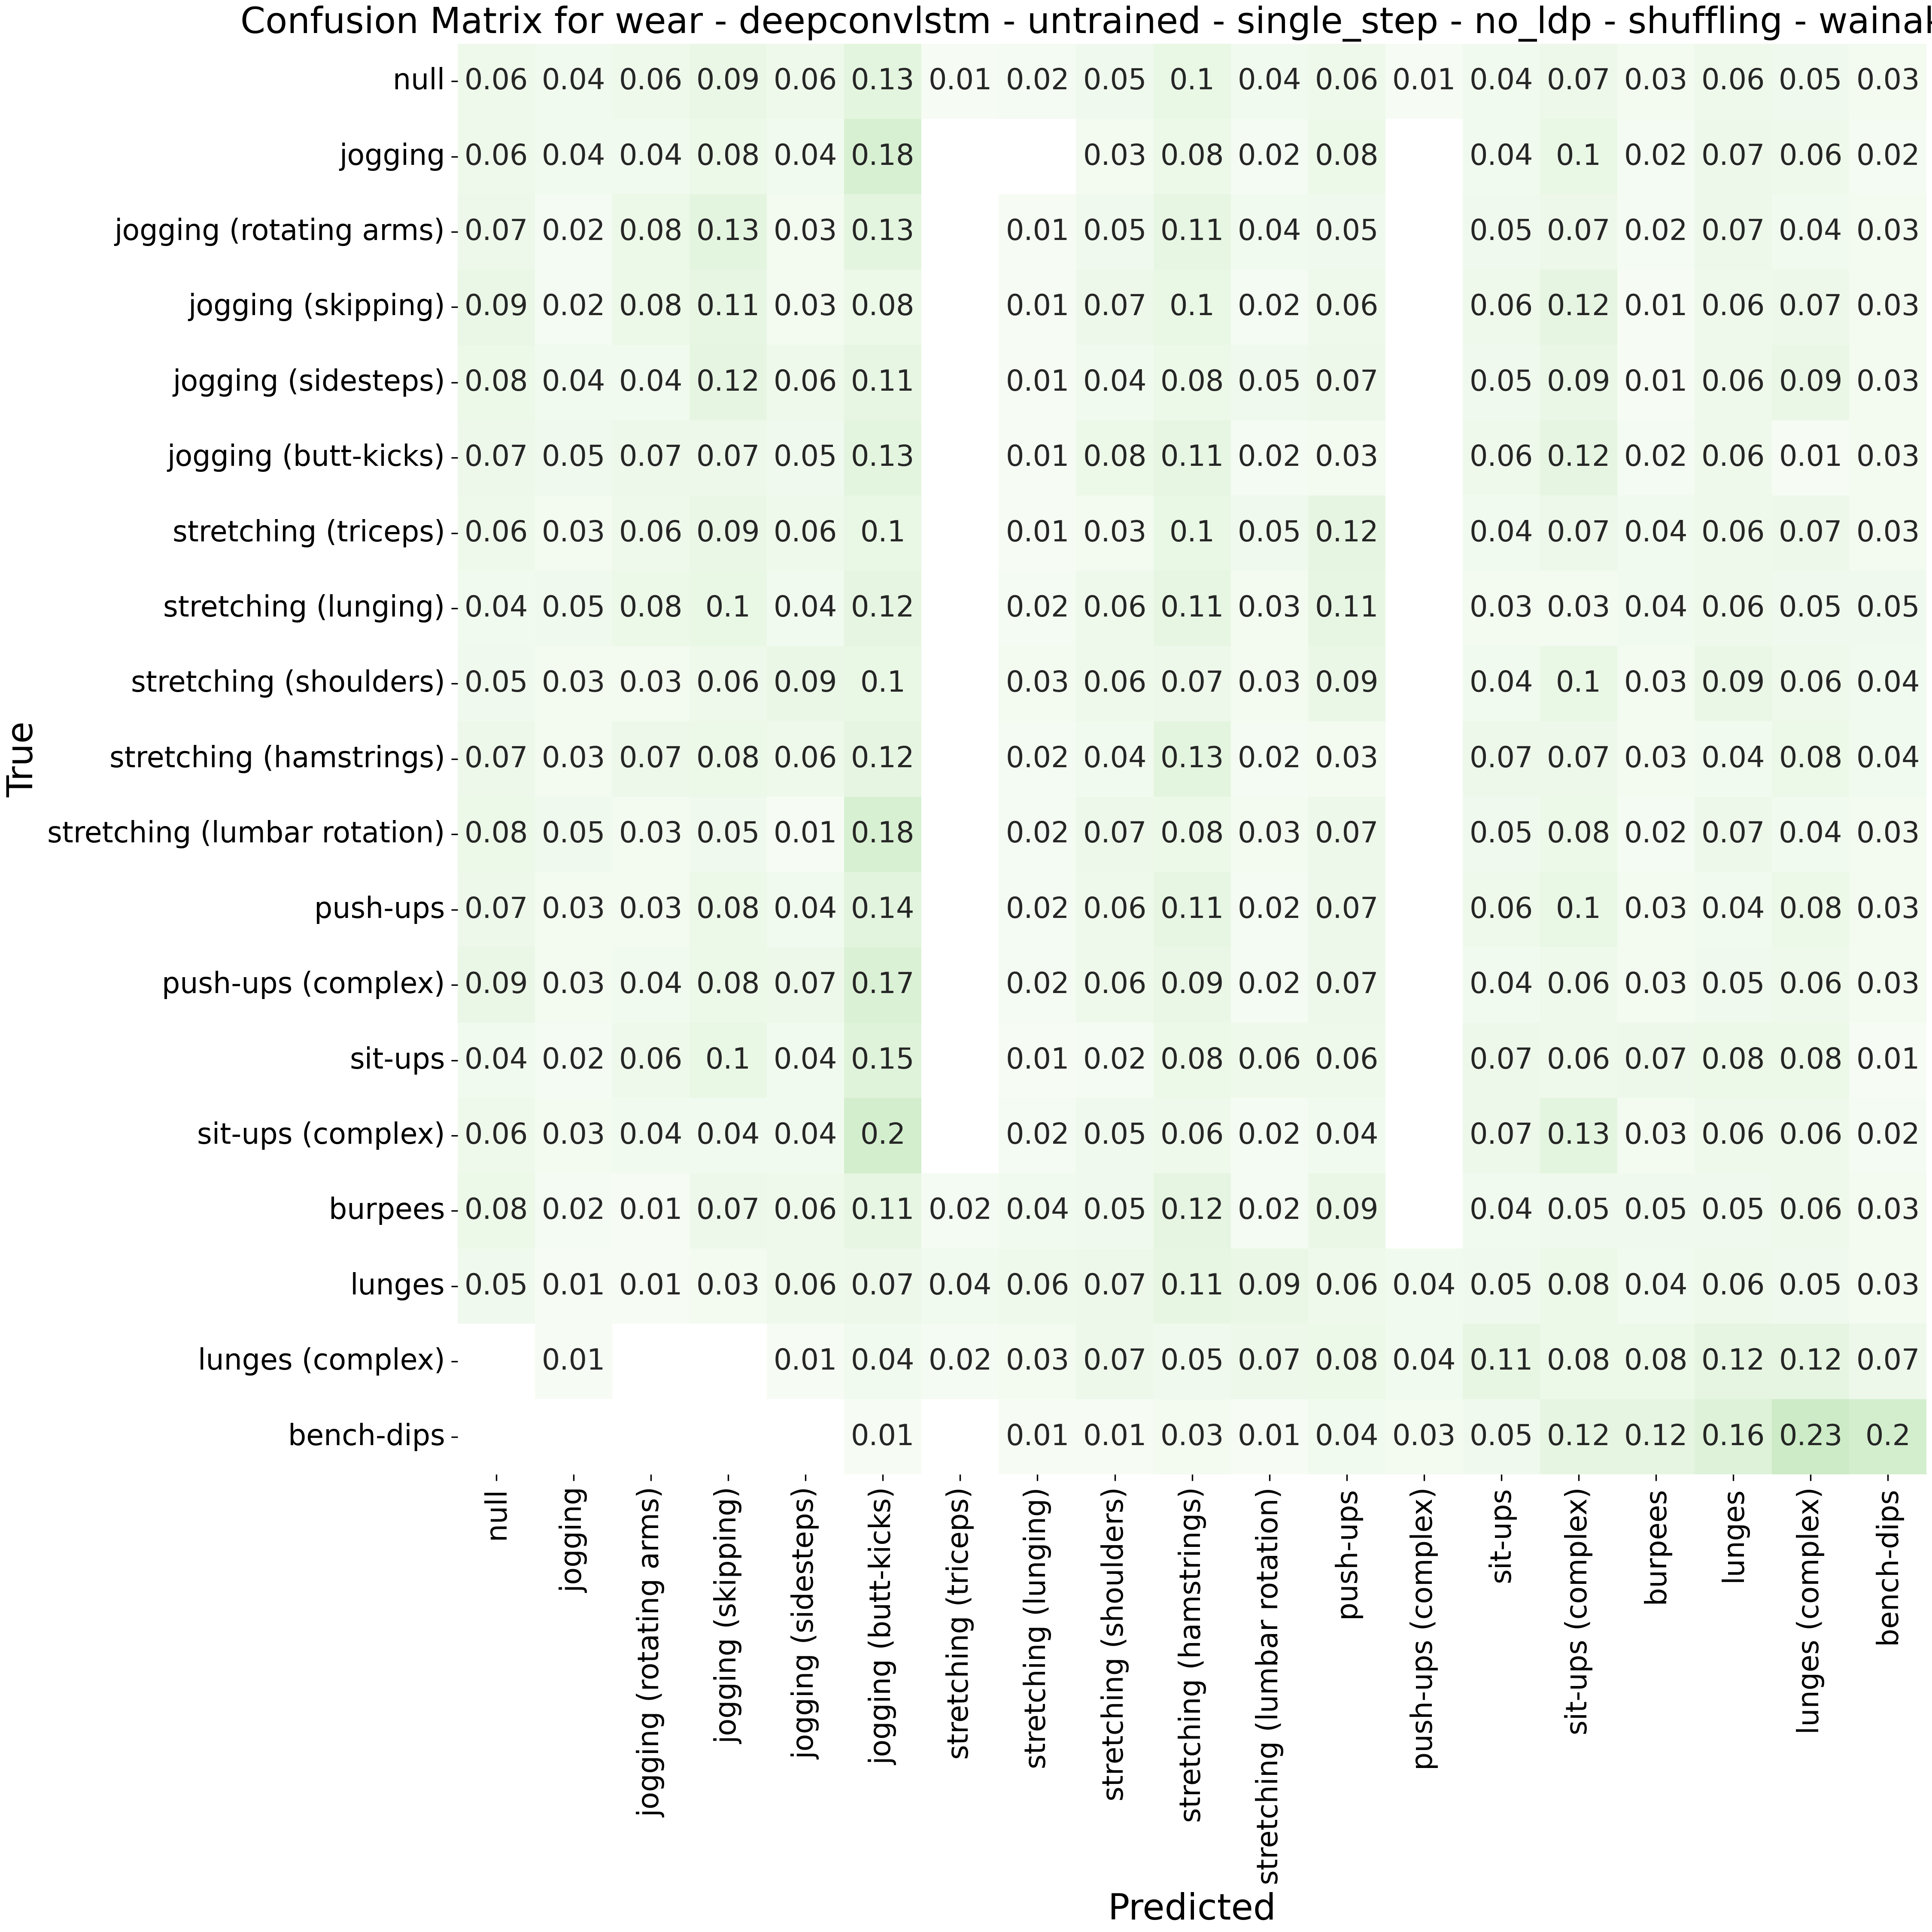 Confusion Matrix for wear - deepconvlstm - untrained - single_step - no_ldp - shuffling -
null 0.06 0.04 0.06 0.09 0.06 0.13 0.01 0.02 0.05 0.1 0.04 0.06 0.01 0.04 0.07 0.03 0.06 0.05 0.03
jogging 0.06 0.04 0.04 0.08 0.04 0.18 0.03 0.08 0.02 0.08 0.04 0.1 0.02 0.07 0.06 0.02
jogging (rotating arms) 0.07 0.02 0.08 0.13 0.03 0.13 0.01 0.05 0.11 0.04 0.05 0.05 0.07 0.02 0.07 0.04 0.03
jogging (skipping) 0.09 0.02 0.08 0.11 0.03 0.08 0.01 0.07 0.1 0.02 0.06 0.06 0.12 0.01 0.06 0.07 0.03
jogging (sidesteps) 0.08 0.04 0.04 0.12 0.06 0.11 0.01 0.04 0.08 0.05 0.07 0.05 0.09 0.01 0.06 0.09 0.03
jogging (butt-kicks) 0.07 0.05 0.07 0.07 0.05 0.13 0.01 0.08 0.11 0.02 0.03 0.06 0.12 0.02 0.06 0.01 0.03
stretching (triceps) 0.06 0.03 0.06 0.09 0.06 0.1 0.01 0.03 0.1 0.05 0.12 0.04 0.07 0.04 0.06 0.07 0.03
stretching (lunging) 0.04 0.05 0.08 0.1 0.04 0.12 0.02 0.06 0.11 0.03 0.11 0.03 0.03 0.04 0.06 0.05 0.05
stretching (shoulders) 0.05 0.03 0.03 0.06 0.09 0.1 0.03 0.06 0.07 0.03 0.09 0.04 0.1 0.03 0.09 0.06 0.04
stretching (hamstrings) 0.07 0.03 0.07 0.08 0.06 0.12 0.02 0.04 0.13 0.02 0.03 0.07 0.07 0.03 0.04 0.08 0.04
stretching (lumbar rotation) 0.08 0.05 0.03 0.05 0.01 0.18 0.02 0.07 0.08 0.03 0.07 0.05 0.08 0.02 0.07 0.04 0.03
push-ups 0.07 0.03 0.03 0.08 0.04 0.14 0.02 0.06 0.11 0.02 0.07 0.06 0.1 0.03 0.04 0.08 0.03
push-ups (complex) 0.09 0.03 0.04 0.08 0.07 0.17 0.02 0.06 0.09 0.02 0.07 0.04 0.06 0.03 0.05 0.06 0.03
sit-ups 0.04 0.02 0.06 0.1 0.04 0.15 0.01 0.02 0.08 0.06 0.06 0.07 0.06 0.07 0.08 0.08 0.01
sit-ups (complex) 0.06 0.03 0.04 0.04 0.04 0.2 0.02 0.05 0.06 0.02 0.04 0.07 0.13 0.03 0.06 0.06 0.02
burpees 0.08 0.02 0.01 0.07 0.06 0.11 0.02 0.04 0.05 0.12 0.02 0.09 0.04 0.05 0.05 0.05 0.06 0.03
lunges 0.05 0.01 0.01 0.03 0.06 0.07 0.04 0.06 0.07 0.11 0.09 0.06 0.04 0.05 0.08 0.04 0.06 0.05 0.03
lunges (complex) 0.01 0.01 0.04 0.02 0.03 0.07 0.05 0.07 0.08 0.04 0.11 0.08 0.08 0.12 0.12 0.07
bench-dips 0.01 0.01 0.01 0.03 0.01 0.04 0.03 0.05 0.12 0.12 0.16 0.23 0.2
True
null
jogging
jogging (rotating arms)
jogging (skipping)
jogging (sidesteps)
jogging (butt-kicks)
stretching (triceps)
stretching (lunging)
stretching (shoulders)
stretching (hamstrings)
stretching (lumbar rotation)
push-ups
push-ups (complex)
sit-ups
sit-ups (complex)
burpees
lunges
lunges (complex)
bench-dips
Predicted